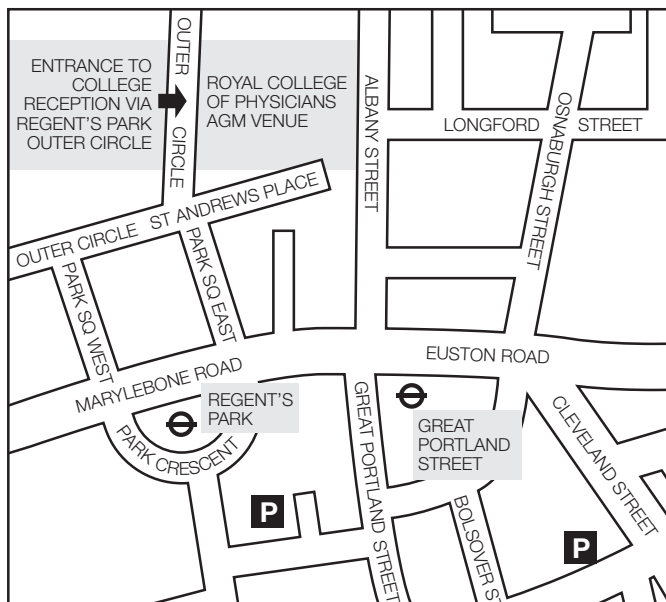 OUTER CIRCLE
ENTRANCE TO
COLLEGE
RECEPTION VIA
REGENT'S PARK
OUTER CIRCLE
ROYAL COLLEGE
OF PHYSICIANS
AGM VENUE
ALBANY STREET
LONGFORD STREET
OSNABURGH STREET
OUTER CIRCLE
ST ANDREWS PLACE
PARK SQ WEST
PARK SQ EAST
MARYLEBONE ROAD
EUSTON ROAD
REGENT'S
PARK
PARK CRESCENT
GREAT PORTLAND STREET
GREAT
PORTLAND
STREET
CLEVELAND STREET
BOLSOVER S
P
P